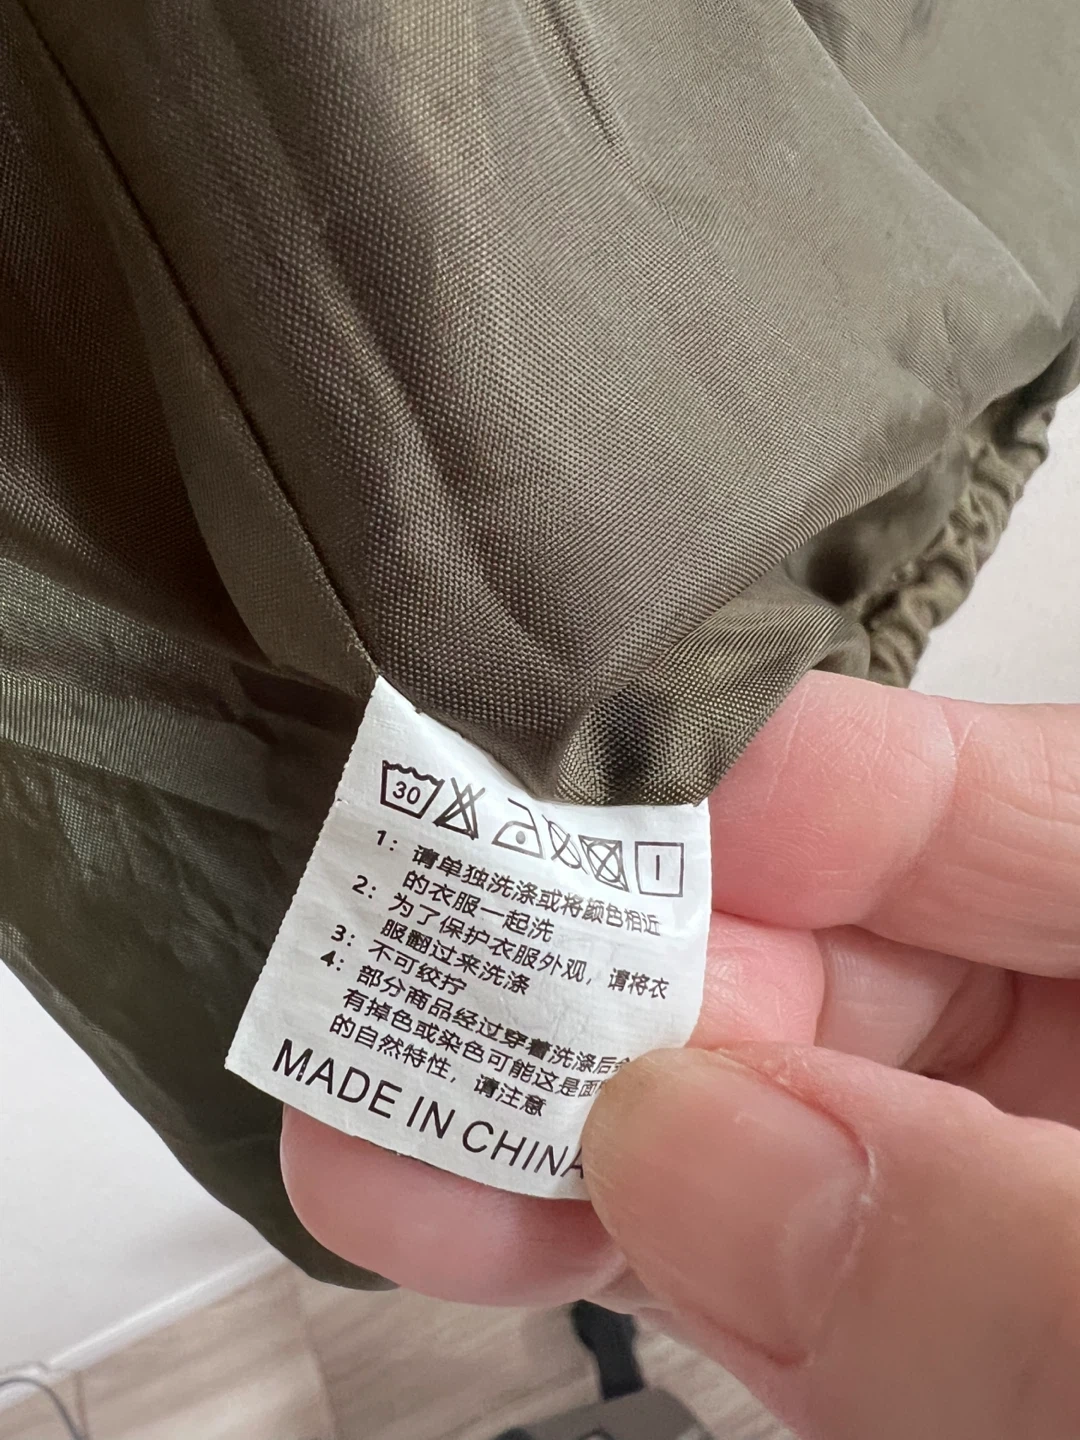 30
1：请单独洗涤或将颜色相近
的衣服一起洗
2：为了保护衣服外观，请将衣
服翻过来洗涤
3：不可绞拧
4：部分商品经过穿着洗涤后
有掉色或染色可能这是面
的自然特性，请注意
MADE IN CHINA